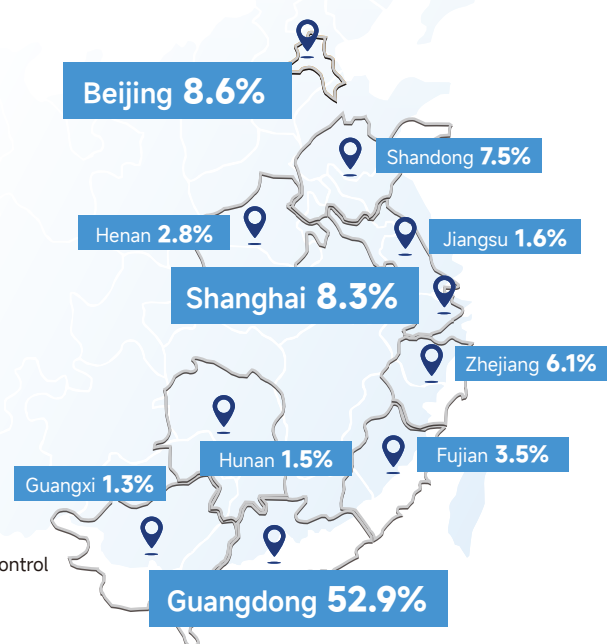 Beijing 8.6%
Shandong 7.5%
Henan 2.8%
Jiangsu 1.6%
Shanghai 8.3%
Zhejiang 6.1%
Hunan 1.5%
Fujian 3.5%
Guangxi 1.3%
ontrol
Guangdong 52.9%